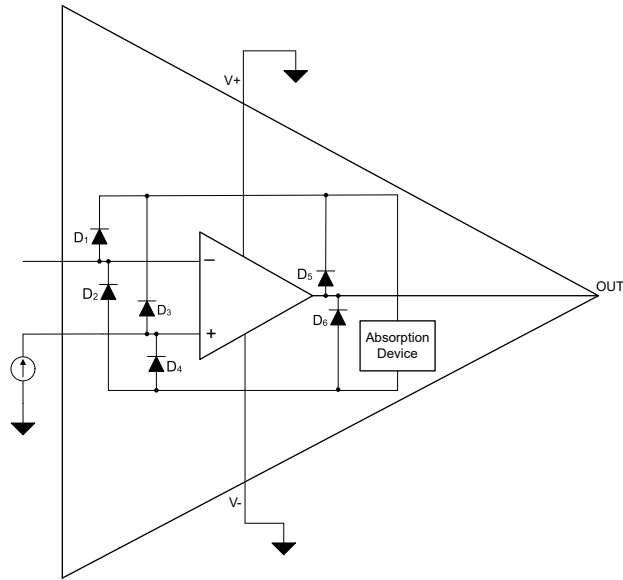 V+
D1
−
D2
D3
D5
OUT
D6
+
Absorption
Device
D4
V-